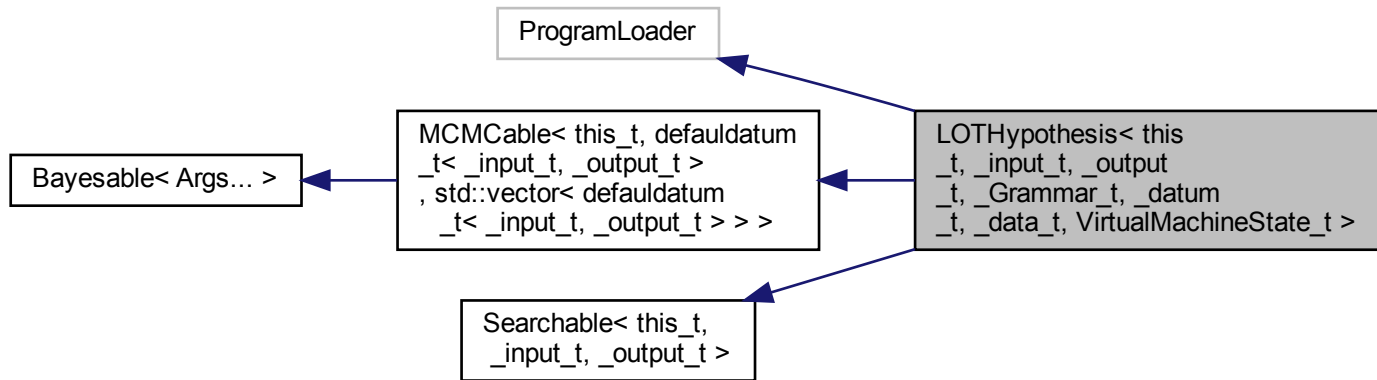 ProgramLoader
Bayesable< Args... >
MCMCable< this_t, defauldatum
_t< _input_t, _output_t >
, std::vector< defauldatum
_t< _input_t, _output_t > > >
LOTHypothesis< this
_t, _input_t, _output
_t, _Grammar_t, _datum
_t, _data_t, VirtualMachineState_t >
Searchable< this_t,
_input_t, _output_t >